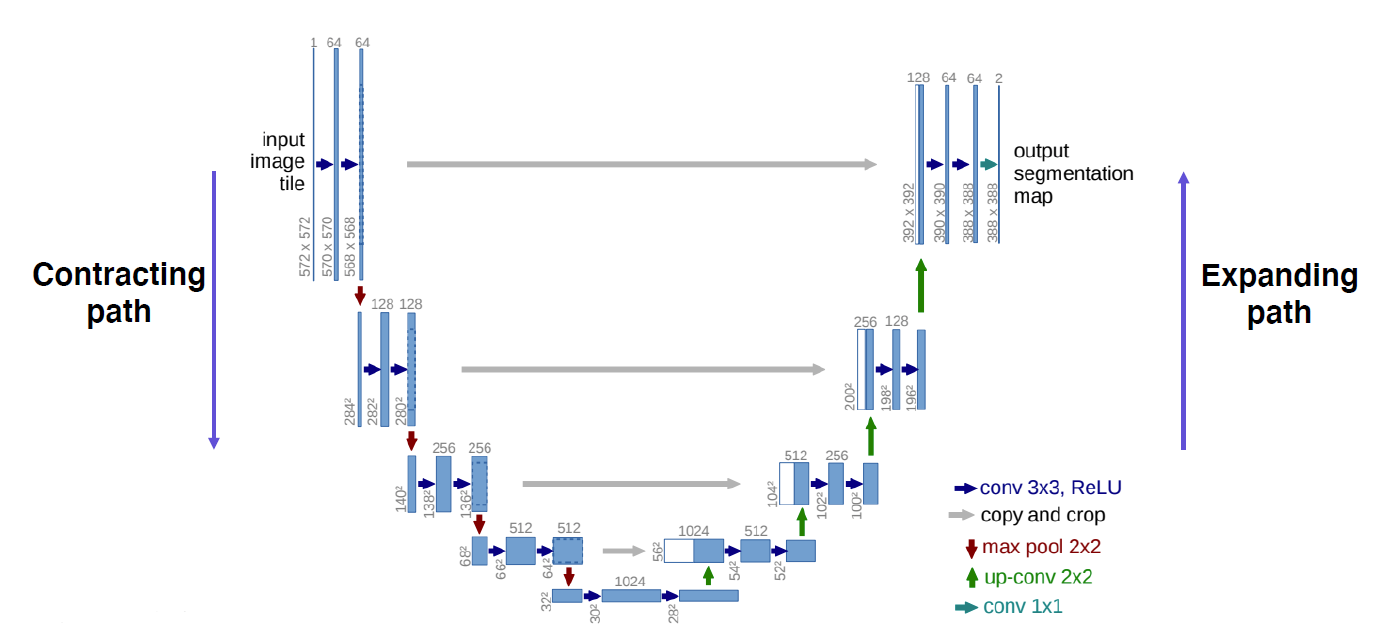 1 64 64
128 64 64 2
input
image
tile
output
segmentation
map
572 x 572
570 x 570
568 x 568
392 x 392
390 x 390
388 x 388
388 x 388
Contracting
path
Expanding
path
128 128
256 128
284²
282²
280²
200²
198²
196²
256 256
512 256
140²
138²
136²
104²
102²
100²
512 512
1024 512
68²
66²
64²
56²
54²
52²
1024
32²
30²
28²
conv 3x3, ReLU
copy and crop
max pool 2x2
up-conv 2x2
conv 1x1